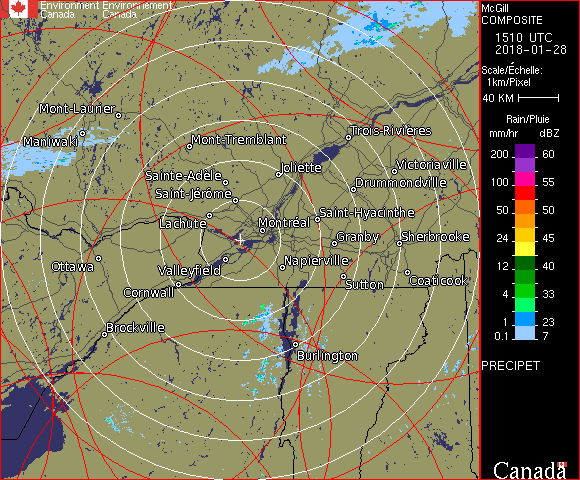 Environment Environnement
Canada Canada
Mont-Laurier
Maniwaki
Mont-Tremblant
Trois-Rivières
Sainte-Adèle
Joliette
Victoriaville
Saint-Jérôme
Drummondville
Lachute
Montréal
Saint-Hyacinthe
Granby
Sherbrooke
Ottawa
Valleyfield
Napierville
Cornwall
Sutton
Coaticook
Brockville
Burlington
McGill
COMPOSITE
1510 UTC
2018-01-28
Scale/Échelle:
1km/Pixel
40 KM
Rain/Pluie
mm/hr dBZ
200 60
150 57
100 55
50 50
24 45
12 40
4 33
1 23
0.1 7
PRECIPET
Canada